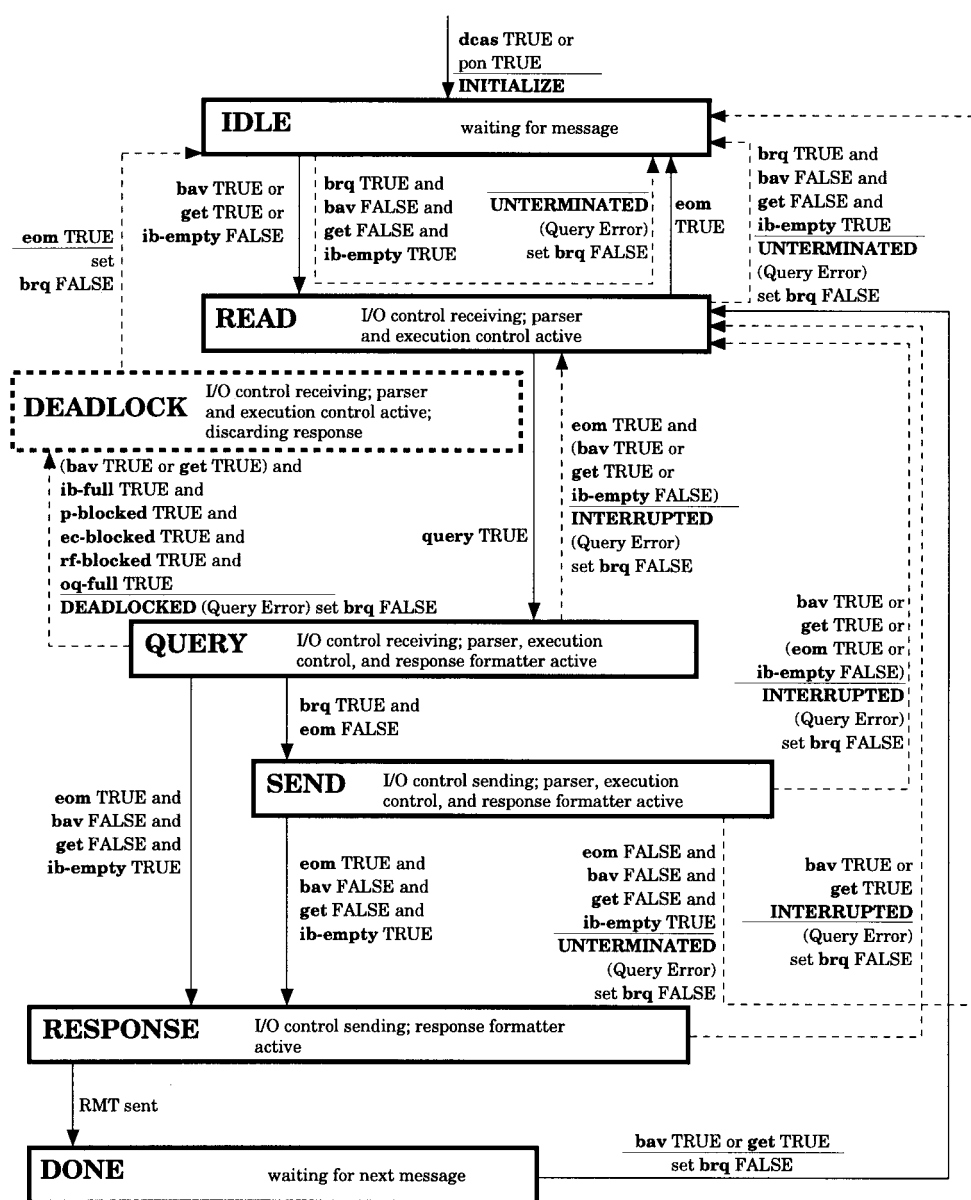 dcas TRUE or
pon TRUE
INITIALIZE
IDLE
waiting for message
bav TRUE or
get TRUE or
ib-empty FALSE
brq TRUE and
bav FALSE and
get FALSE and
ib-empty TRUE
UNTERMINATED
(Query Error)
set brq FALSE
eom
TRUE
brq TRUE and
bav FALSE and
get FALSE and
ib-empty TRUE
UNTERMINATED
(Query Error)
set brq FALSE
eom TRUE
set
brq FALSE
READ
I/O control receiving; parser
and execution control active
DEADLOCK
I/O control receiving; parser
and execution control active;
discarding response
(bav TRUE or get TRUE) and
ib-full TRUE and
p-blocked TRUE and
ec-blocked TRUE and
rf-blocked TRUE and
oq-full TRUE
DEADLOCKED (Query Error) set brq FALSE
query TRUE
eom TRUE and
(bav TRUE or
get TRUE or
ib-empty FALSE)
INTERRUPTED
(Query Error)
set brq FALSE
QUERY
I/O control receiving; parser, execution
control, and response formatter active
bav TRUE or
get TRUE or
(eom TRUE or
ib-empty FALSE)
INTERRUPTED
(Query Error)
set brq FALSE
brq TRUE and
eom FALSE
SEND
I/O control sending; parser, execution
control, and response formatter active
eom TRUE and
bav FALSE and
get FALSE and
ib-empty TRUE
eom TRUE and
bav FALSE and
get FALSE and
ib-empty TRUE
eom FALSE and
bav FALSE and
get FALSE and
ib-empty TRUE
UNTERMINATED
(Query Error)
set brq FALSE
bav TRUE or
get TRUE
INTERRUPTED
(Query Error)
set brq FALSE
RESPONSE
I/O control sending; response formatter
active
RMT sent
bav TRUE or get TRUE
set brq FALSE
DONE
waiting for next message